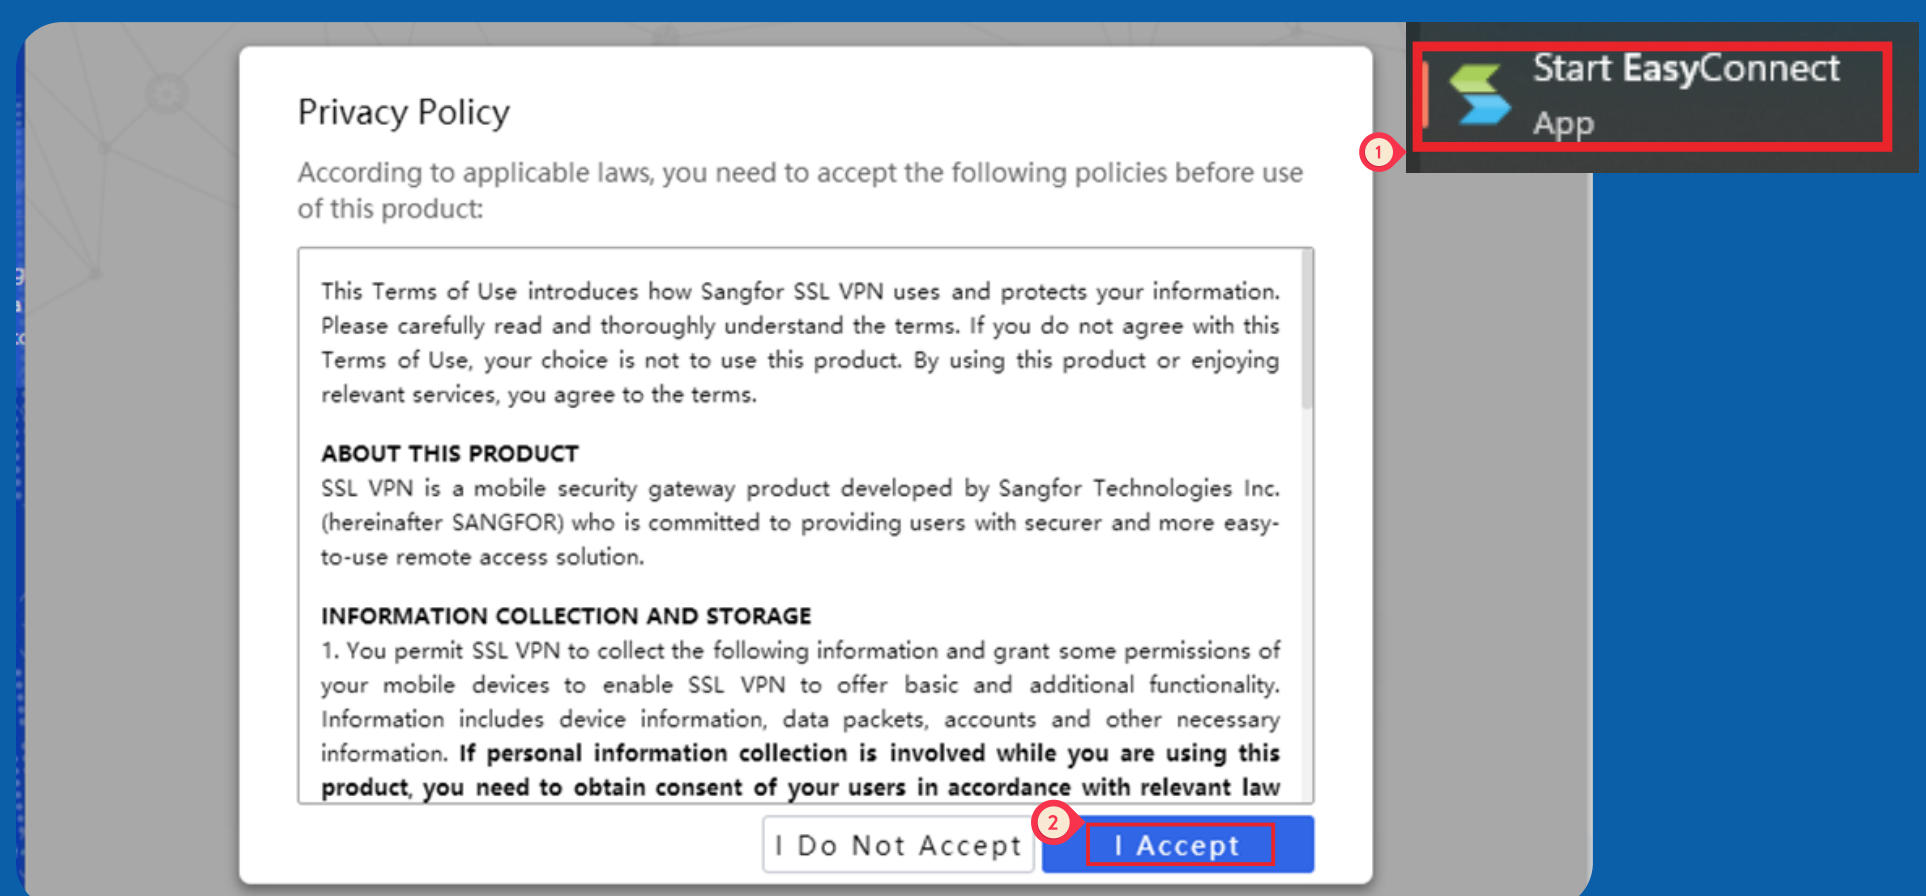 Start EasyConnect
App
1
Privacy Policy
According to applicable laws, you need to accept the following policies before use
of this product:
This Terms of Use introduces how Sangfor SSL VPN uses and protects your information.
Please carefully read and thoroughly understand the terms. If you do not agree with this
Terms of Use, your choice is not to use this product. By using this product or enjoying
relevant services, you agree to the terms.
ABOUT THIS PRODUCT
SSL VPN is a mobile security gateway product developed by Sangfor Technologies Inc.
(hereinafter SANGFOR) who is committed to providing users with securer and more easy-
to-use remote access solution.
INFORMATION COLLECTION AND STORAGE
1. You permit SSL VPN to collect the following information and grant some permissions of
your mobile devices to enable SSL VPN to offer basic and additional functionality.
Information includes device information, data packets, accounts and other necessary
information. If personal information collection is involved while you are using this
product, you need to obtain consent of your users in accordance with relevant law
2
I Do Not Accept
I Accept